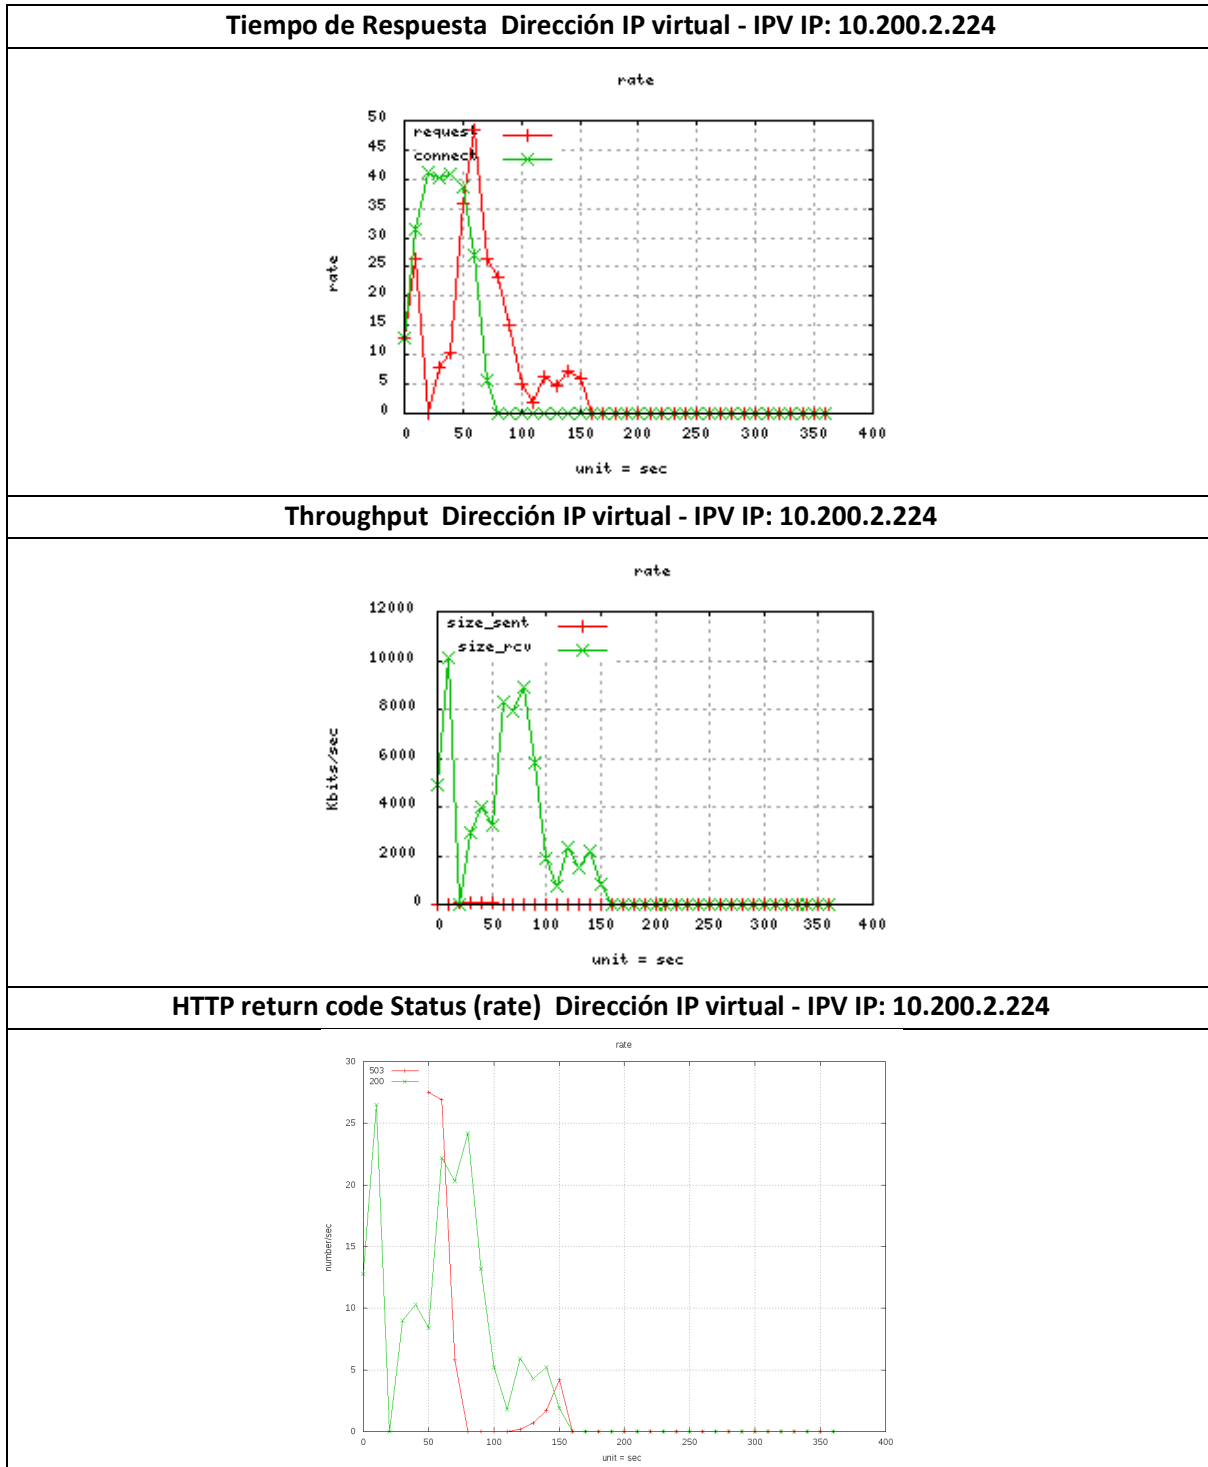 Tiempo de Respuesta Dirección IP virtual - IPV IP: 10.200.2.224
rate
50
45
40
35
30
25
20
15
10
5
0
rate
request
connect
0 50 100 150 200 250 300 350 400
unit = sec
Throughput Dirección IP virtual - IPV IP: 10.200.2.224
rate
12000
10000
8000
6000
4000
2000
0
Kbits/sec
size_sent
size_rcv
0 50 100 150 200 250 300 350 400
unit = sec
HTTP return code Status (rate) Dirección IP virtual - IPV IP: 10.200.2.224
rate
30
25
20
15
10
5
0
number/sec
503
200
0 50 100 150 200 250 300 350 400
unit = sec